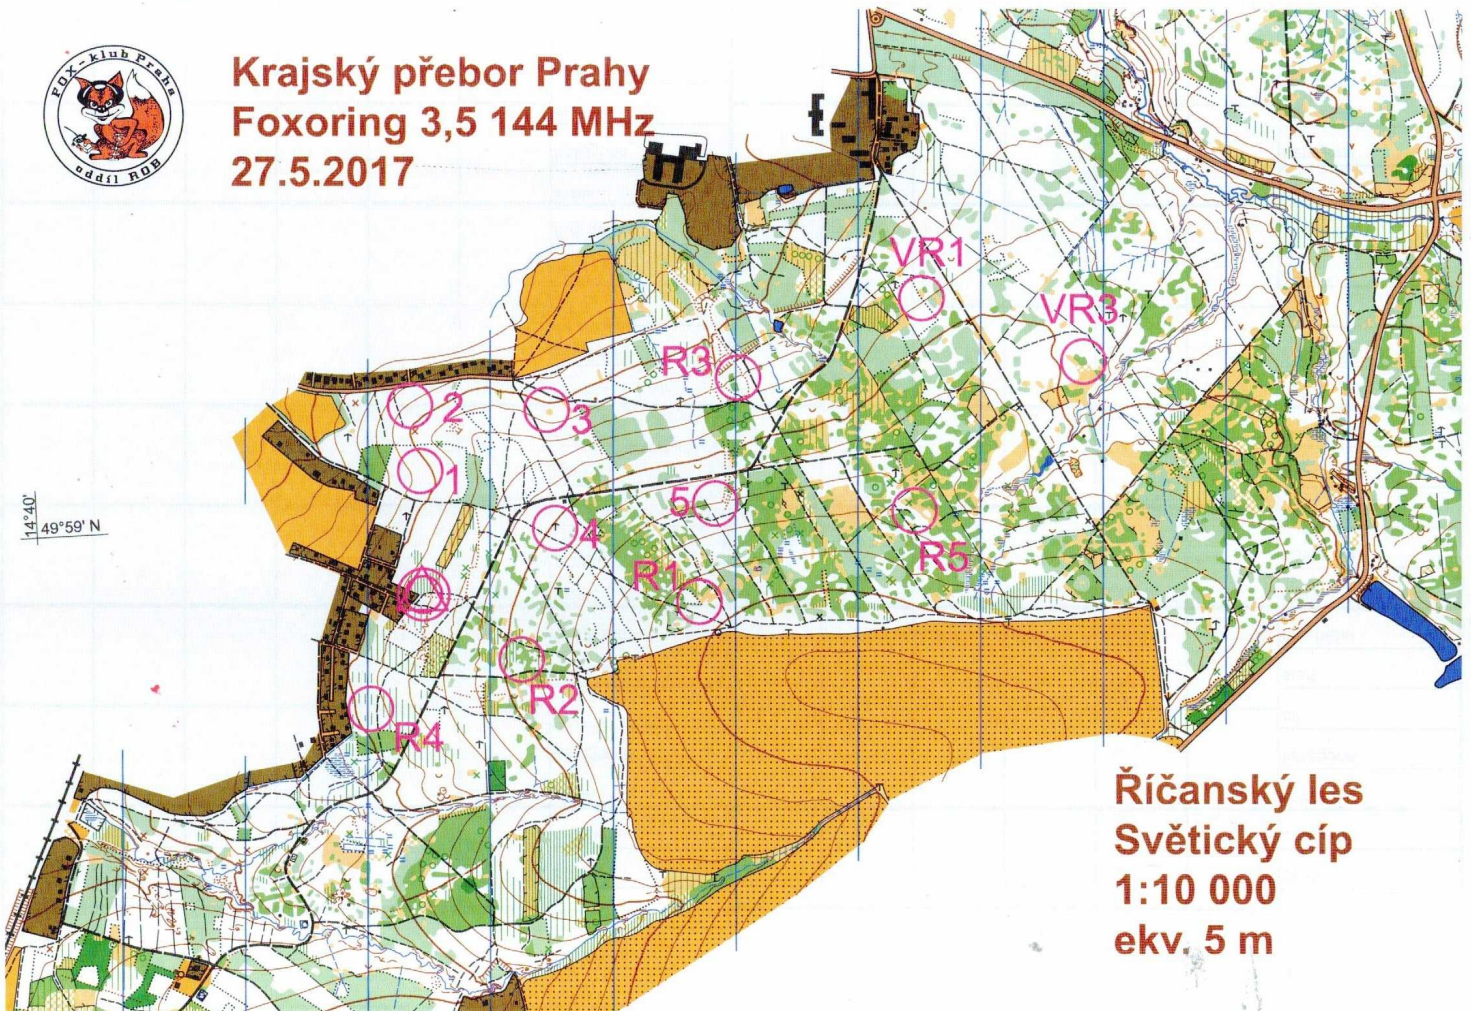 FOX-klub Praha
oddíl ROB
Krajský přebor Prahy
Foxoring 3,5 144 MHz
27.5.2017
VR1
VR3
R3
2
3
1
5
4
R5
R1
R2
R4
14°40'
49°59' N
Říčanský les
Světický cíp
1:10 000
ekv. 5 m